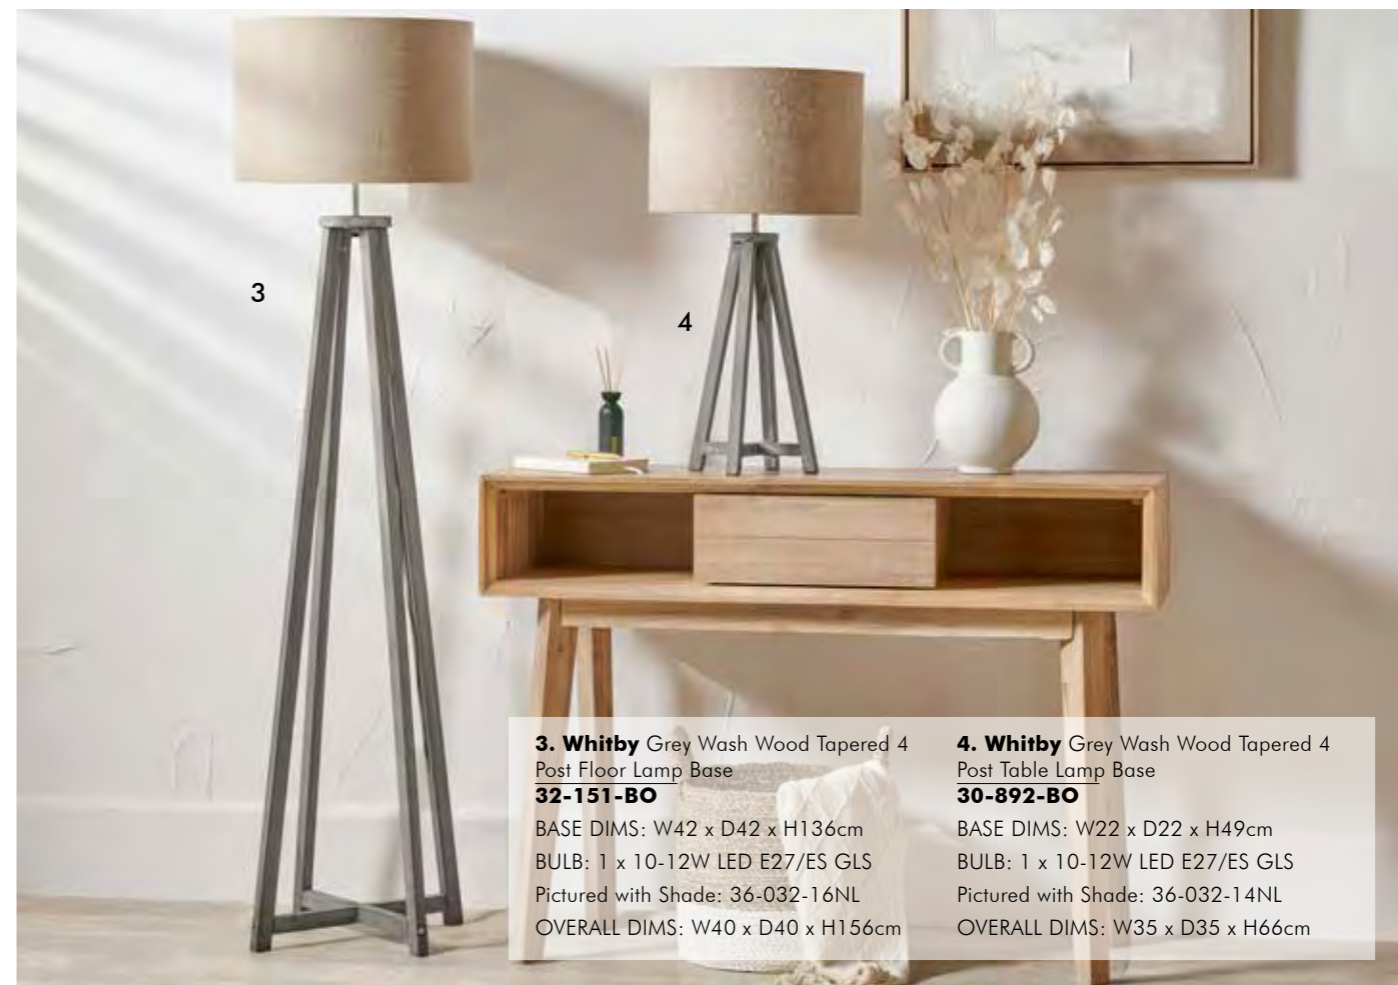 3
4
3. Whitby Grey Wash Wood Tapered 4
Post Floor Lamp Base
32-151-BO
BASE DIMS: W42 x D42 x H136cm
BULB: 1 x 10-12W LED E27/ES GLS
Pictured with Shade: 36-032-16NL
OVERALL DIMS: W40 x D40 x H156cm
4. Whitby Grey Wash Wood Tapered 4
Post Table Lamp Base
30-892-BO
BASE DIMS: W22 x D22 x H49cm
BULB: 1 x 10-12W LED E27/ES GLS
Pictured with Shade: 36-032-14NL
OVERALL DIMS: W35 x D35 x H66cm